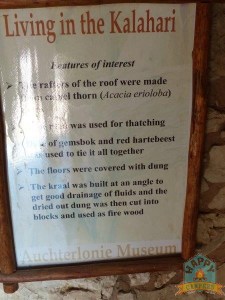 Living in the Kalahari
Features of interest
The rafters of the roof were made
camel thorn (Acacia erioloba)
was used for thatching
of gemsbok and red hartebeest
used to tie it all together
The floors were covered with dung
The kraal was built at an angle to
get good drainage of fluids and the
dried out dung was then cut into
blocks and used as fire wood
Auchterlonie Museum
HAPPY